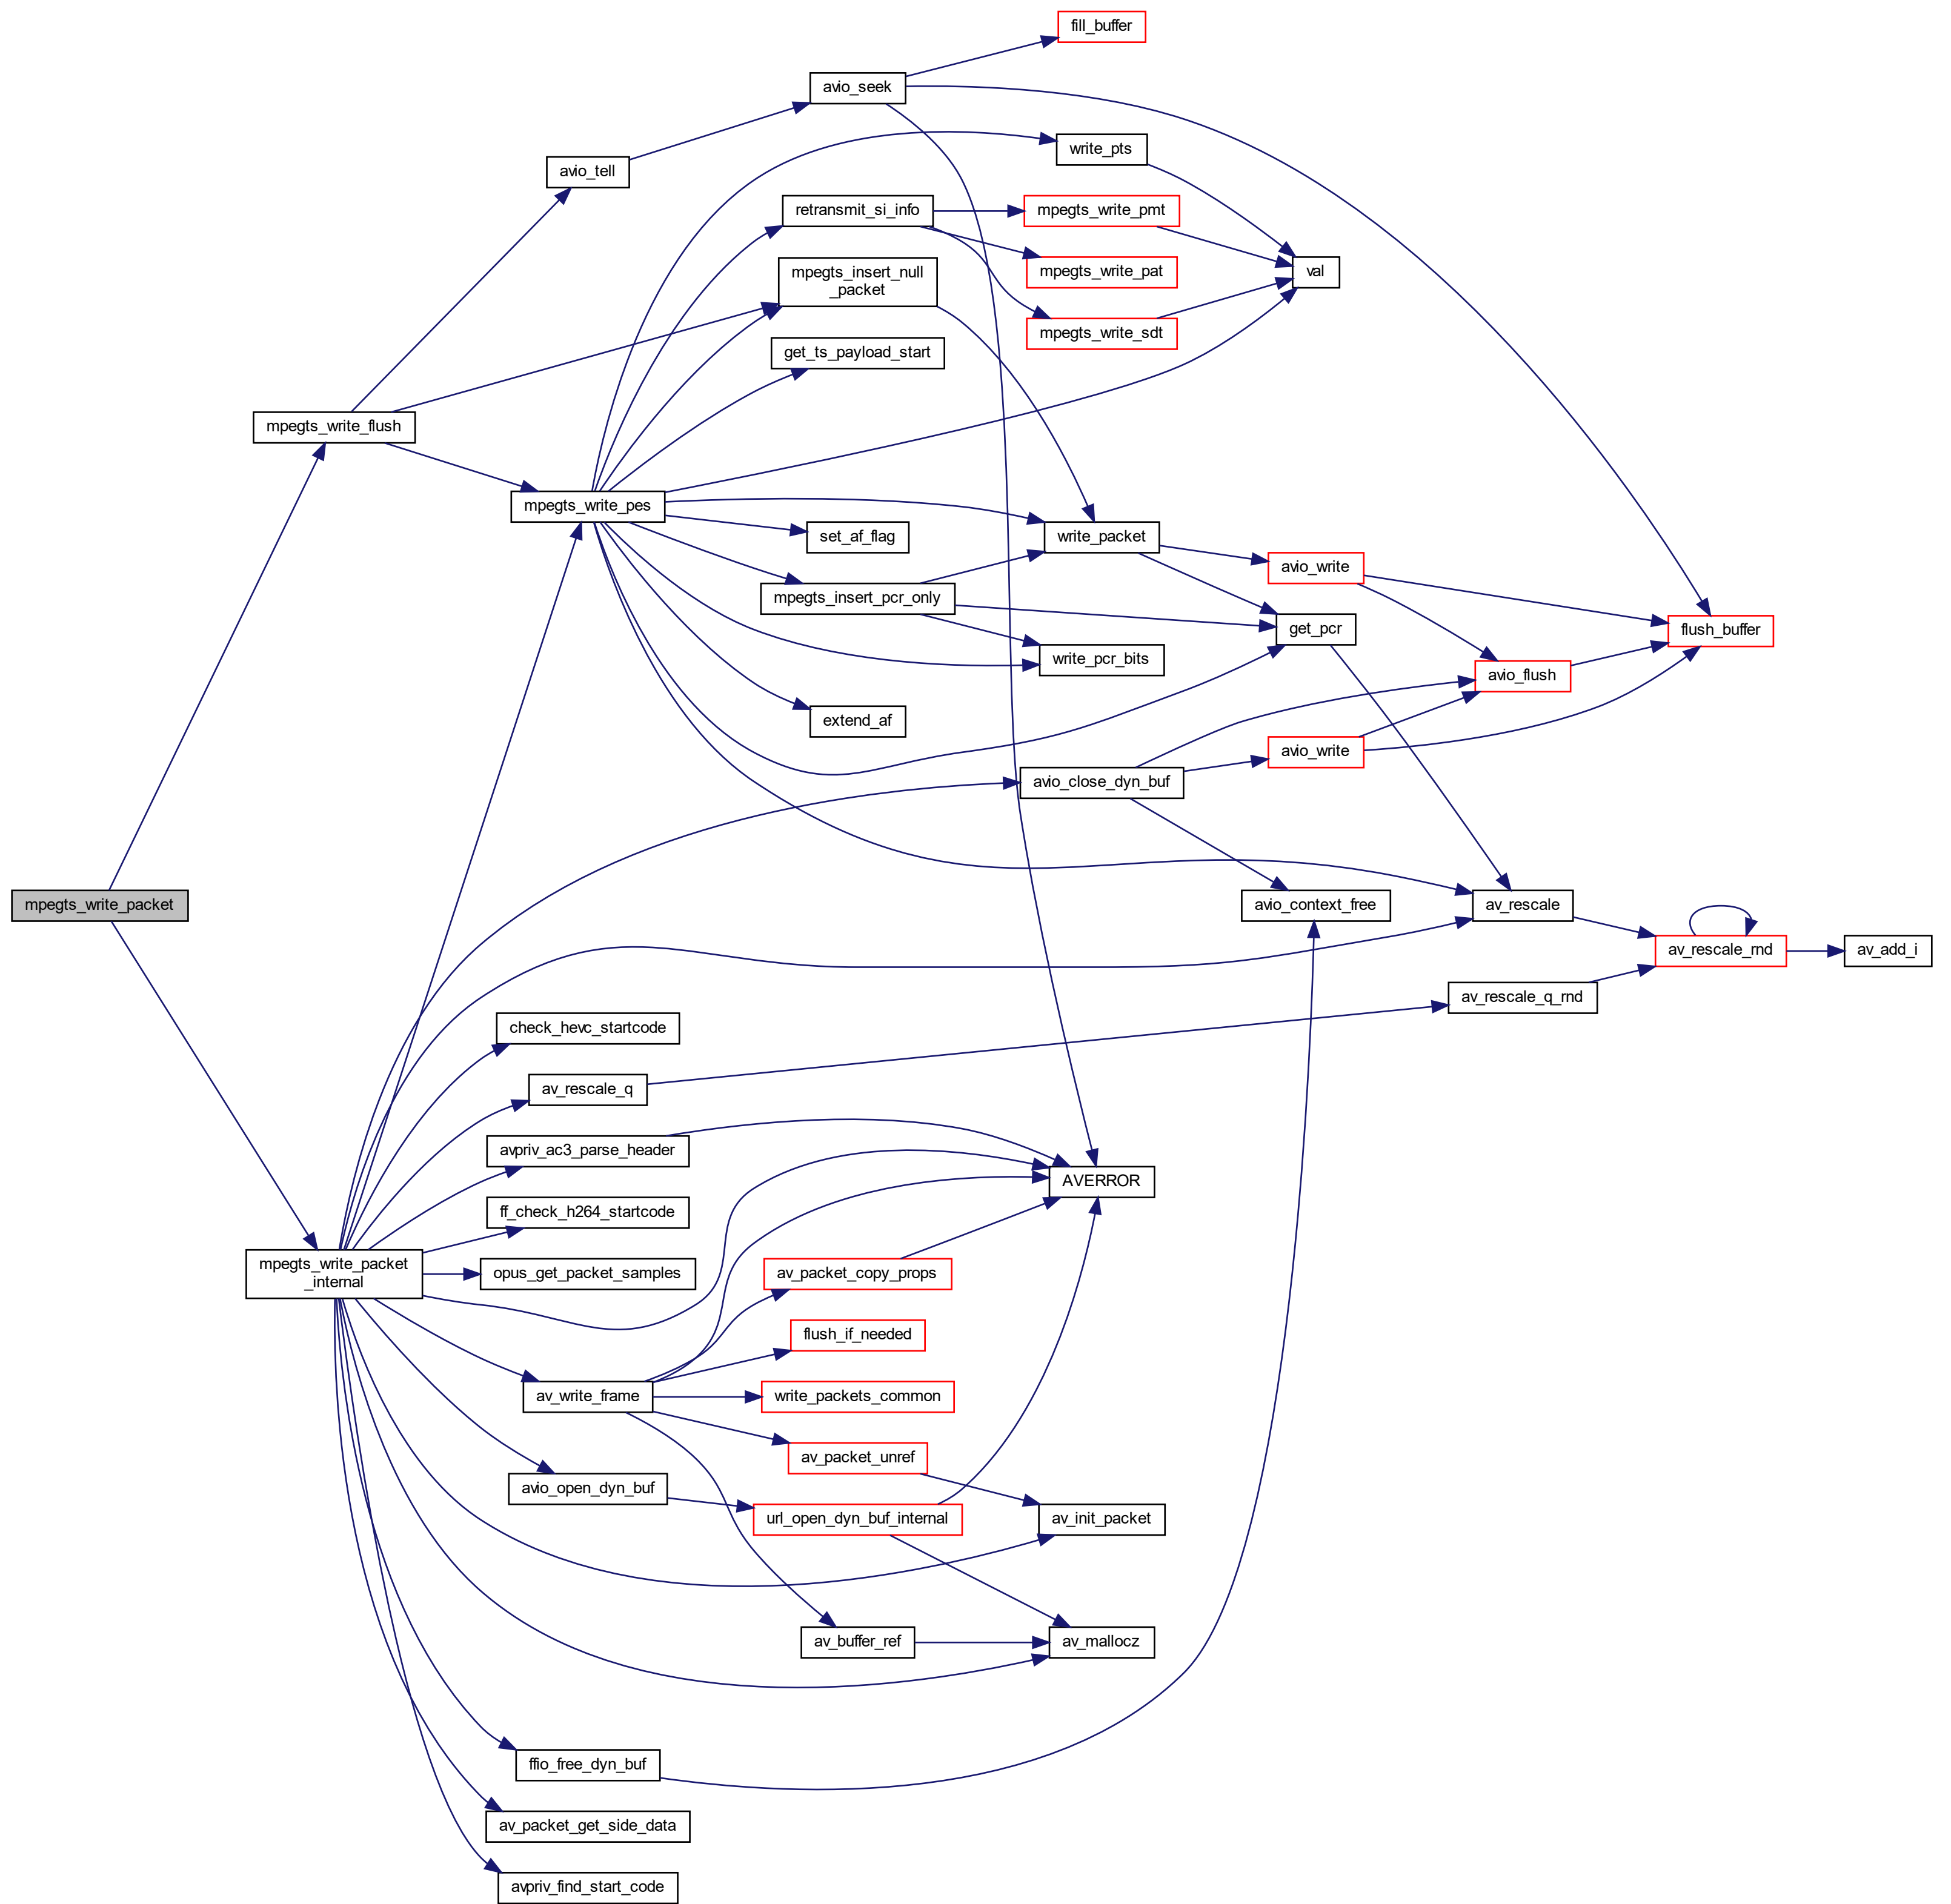 fill_buffer
avio_seek
write_pts
avio_tell
retransmit_si_info
mpegts_write_pmt
mpegts_insert_null
_packet
mpegts_write_pat
val
mpegts_write_sdt
get_ts_payload_start
mpegts_write_flush
mpegts_write_pes
set_af_flag
write_packet
avio_write
mpegts_insert_pcr_only
get_pcr
flush_buffer
write_pcr_bits
avio_flush
extend_af
avio_write
avio_close_dyn_buf
mpegts_write_packet
avio_context_free
av_rescale
av_rescale_rnd
av_add_i
av_rescale_q_rnd
check_hevc_startcode
av_rescale_q
avpriv_ac3_parse_header
AVERROR
ff_check_h264_startcode
mpegts_write_packet
_internal
opus_get_packet_samples
av_packet_copy_props
flush_if_needed
av_write_frame
write_packets_common
av_packet_unref
avio_open_dyn_buf
url_open_dyn_buf_internal
av_init_packet
av_buffer_ref
av_mallocz
ffio_free_dyn_buf
av_packet_get_side_data
avpriv_find_start_code